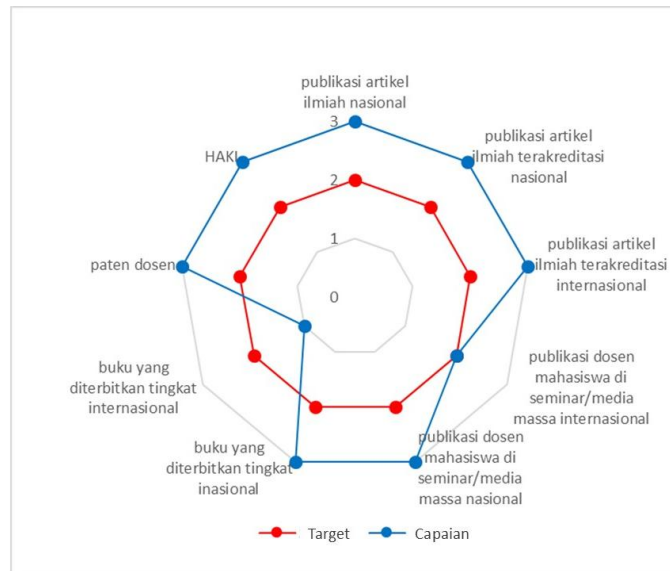 publikasi artikel
ilmiah nasional
3
publikasi artikel
ilmiah terakreditasi
nasional
HAKI
2
publikasi artikel
ilmiah terakreditasi
internasional
1
paten dosen
0
publikasi dosen
mahasiswa di
seminar/media
massa internasional
buku yang
diterbitkan tingkat
internasional
publikasi dosen
mahasiswa di
seminar/media
massa nasional
buku yang
diterbitkan tingkat
inasional
Target
Capaian